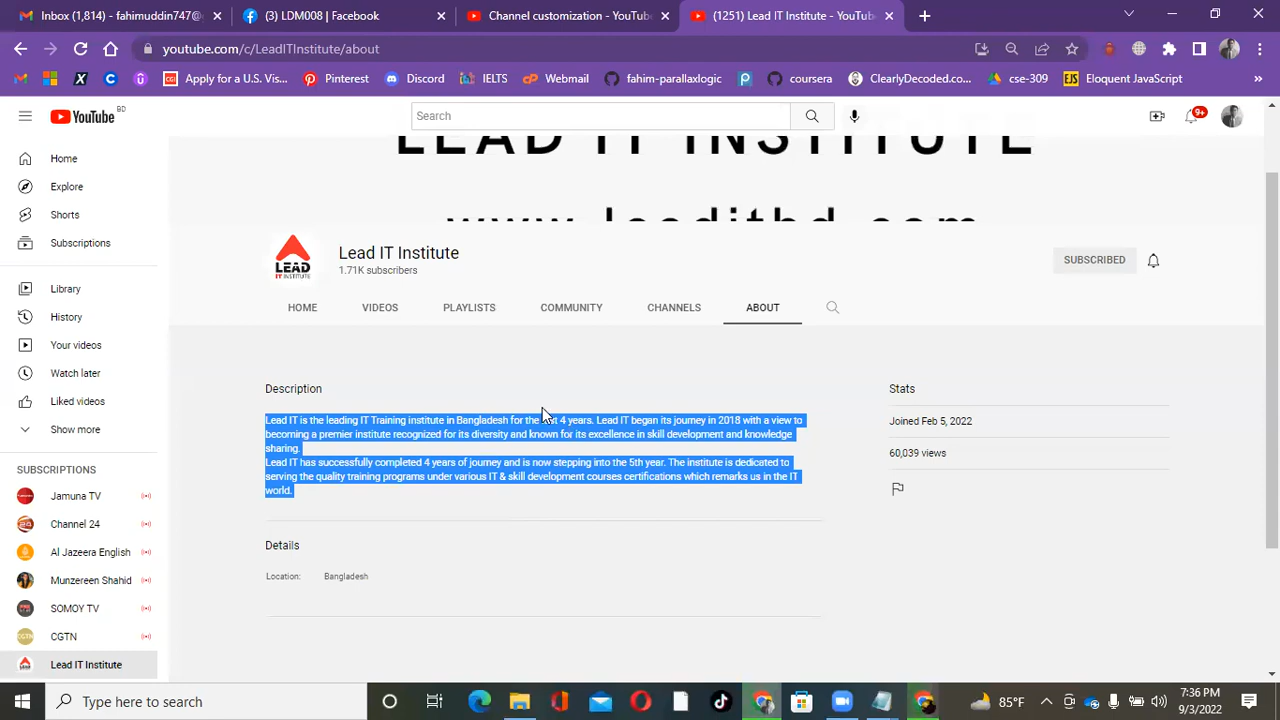 Inbox (1,814) - fahimuddin747@
(3) LDM008 | Facebook
Channel customization - YouTub
(1251) Lead IT Institute - YouTub
youtube.com/c/LeadITInstitute/about
Apply for a U.S. Vis...
Pinterest
Discord
IELTS
Webmail
fahim-parallaxlogic
coursera
ClearlyDecoded.co...
cse-309
EJS
Eloquent JavaScript
»
YouTube BD
Search
9+
Home
Explore
Shorts
Subscriptions
Library
History
Your videos
Watch later
Liked videos
Show more
SUBSCRIPTIONS
Jamuna TV
Channel 24
Al Jazeera English
Munzereen Shahid
SOMOY TV
CGTN
Lead IT Institute
LEAD IT INSTITUTE
www.leaditbd.com
LEAD
IT INSTITUTE
Lead IT Institute
1.71K subscribers
SUBSCRIBED
HOME
VIDEOS
PLAYLISTS
COMMUNITY
CHANNELS
ABOUT
Description
Lead IT is the leading IT Training institute in Bangladesh for the 4 years. Lead IT began its journey in 2018 with a view to
becoming a premier institute recognized for its diversity and known for its excellence in skill development and knowledge
sharing.
Lead IT has successfully completed 4 years of journey and is now stepping into the 5th year. The institute is dedicated to
serving the quality training programs under various IT & skill development courses certifications which remarks us in the IT
world.
Details
Location: Bangladesh
Stats
Joined Feb 5, 2022
60,039 views
Type here to search
85°F
7:36 PM
9/3/2022